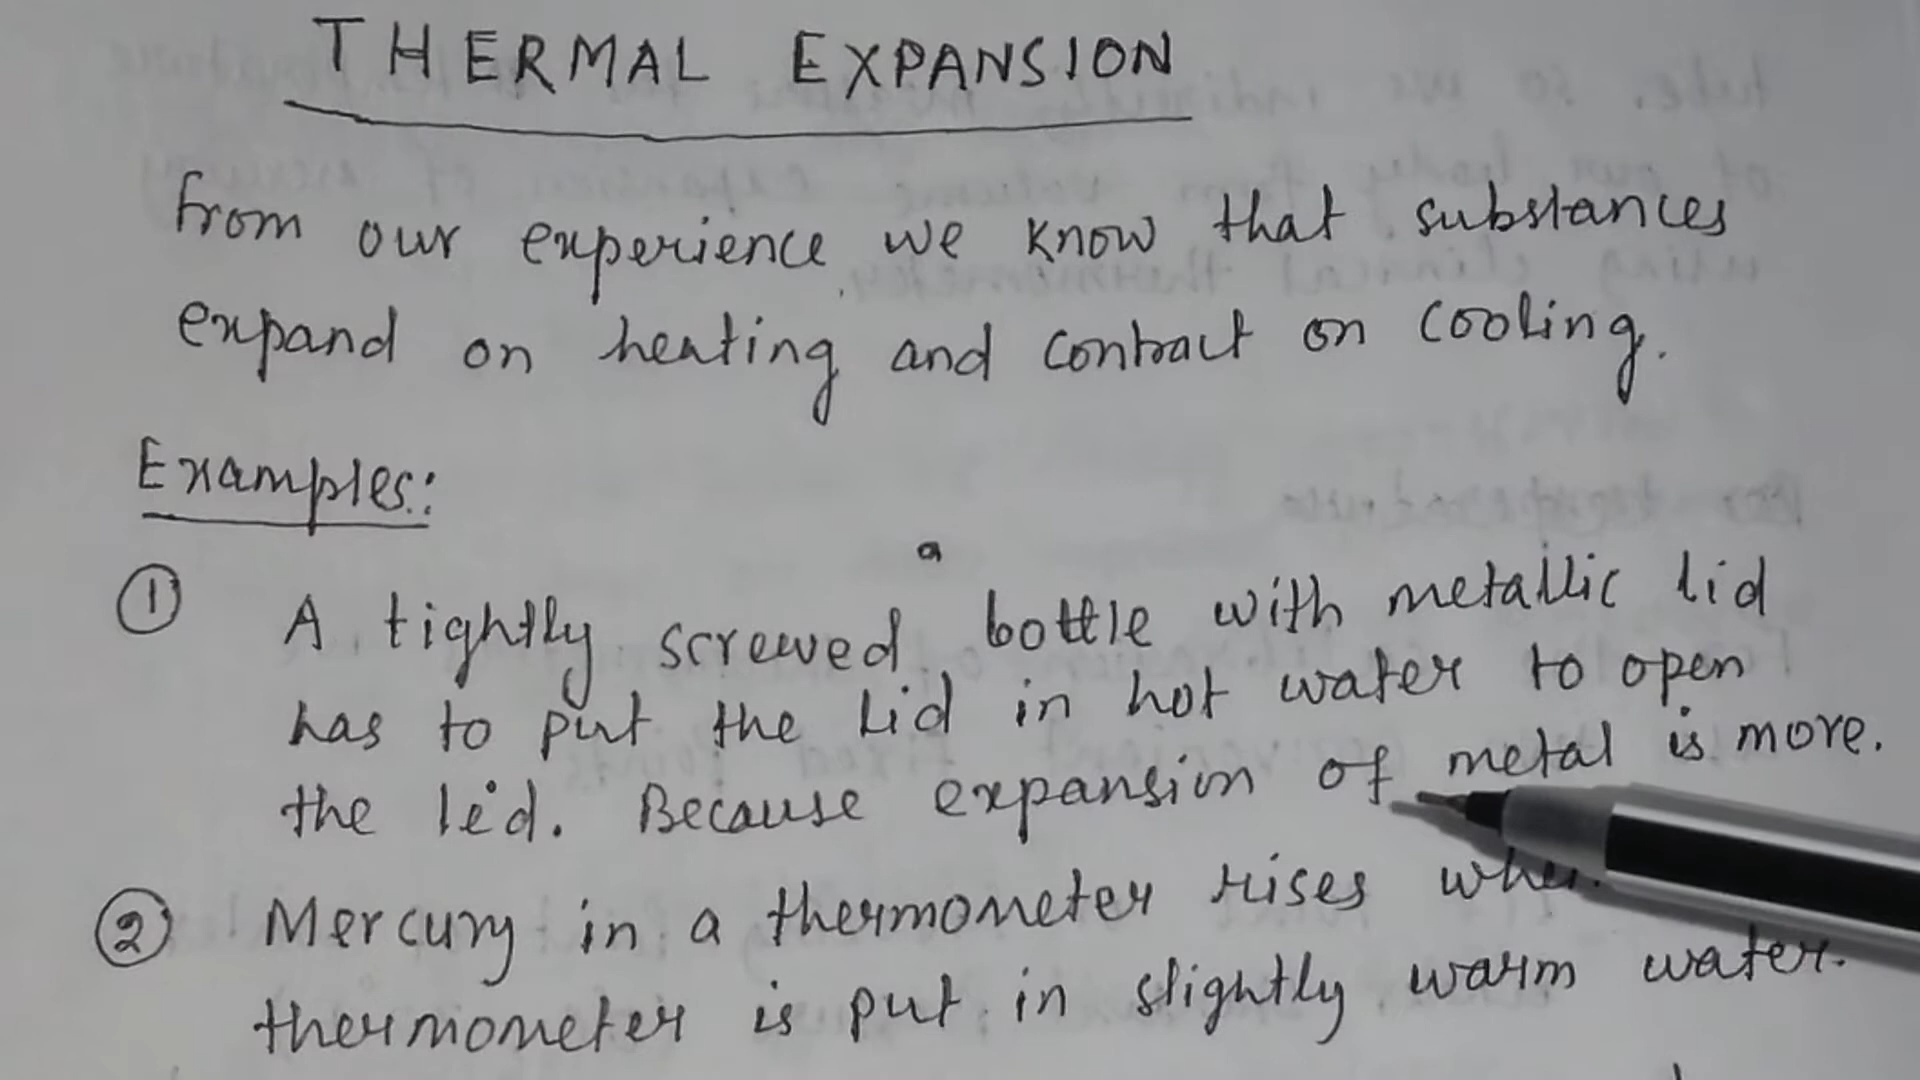 THERMAL EXPANSION
From our experience we know that substances
expand on heating and contract on cooling.
Examples:
a
① A tightly screwed bottle with metallic lid
has to put the lid in hot water to open
the lid. Because expansion of metal is more.
② Mercury in a thermometer rises
thermometer is put in slightly warm water.